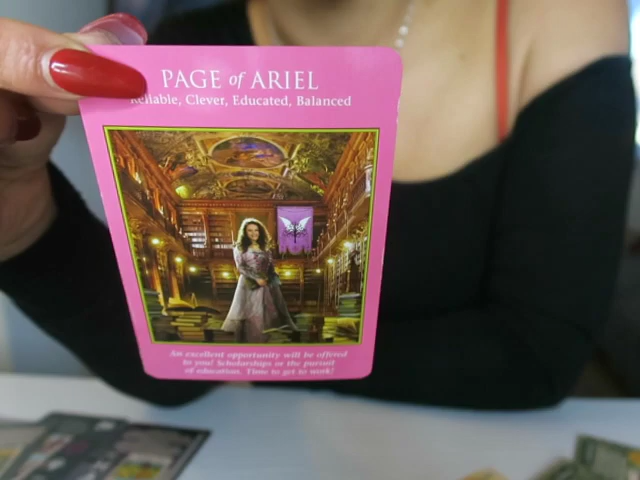 PAGE of ARIEL
Reliable, Clever, Educated, Balanced
An excellent opportunity will be offered
to you! Scholarships or the pursuit
of education. Time to get to work!